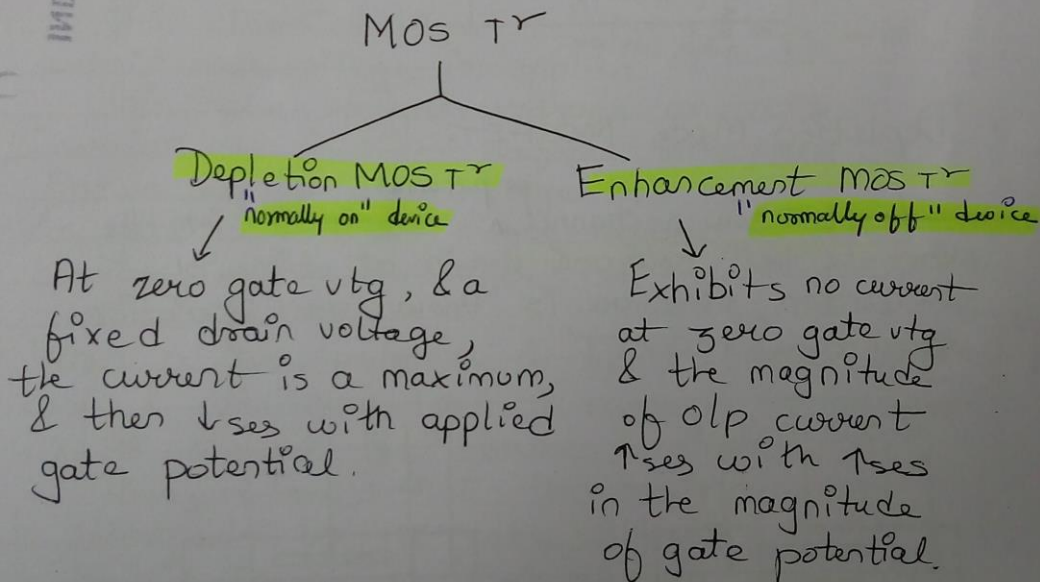 MOS Tr
Depletion MOS Tr
"normally on" device
At zero gate vtg, & a
fixed drain voltage,
the current is a maximum,
& then ↓ses with applied
gate potential.
Enhancement MOS Tr
"normally off" device
Exhibits no current
at zero gate vtg
& the magnitude
of o/p current
↑ses with ↑ses
in the magnitude
of gate potential.